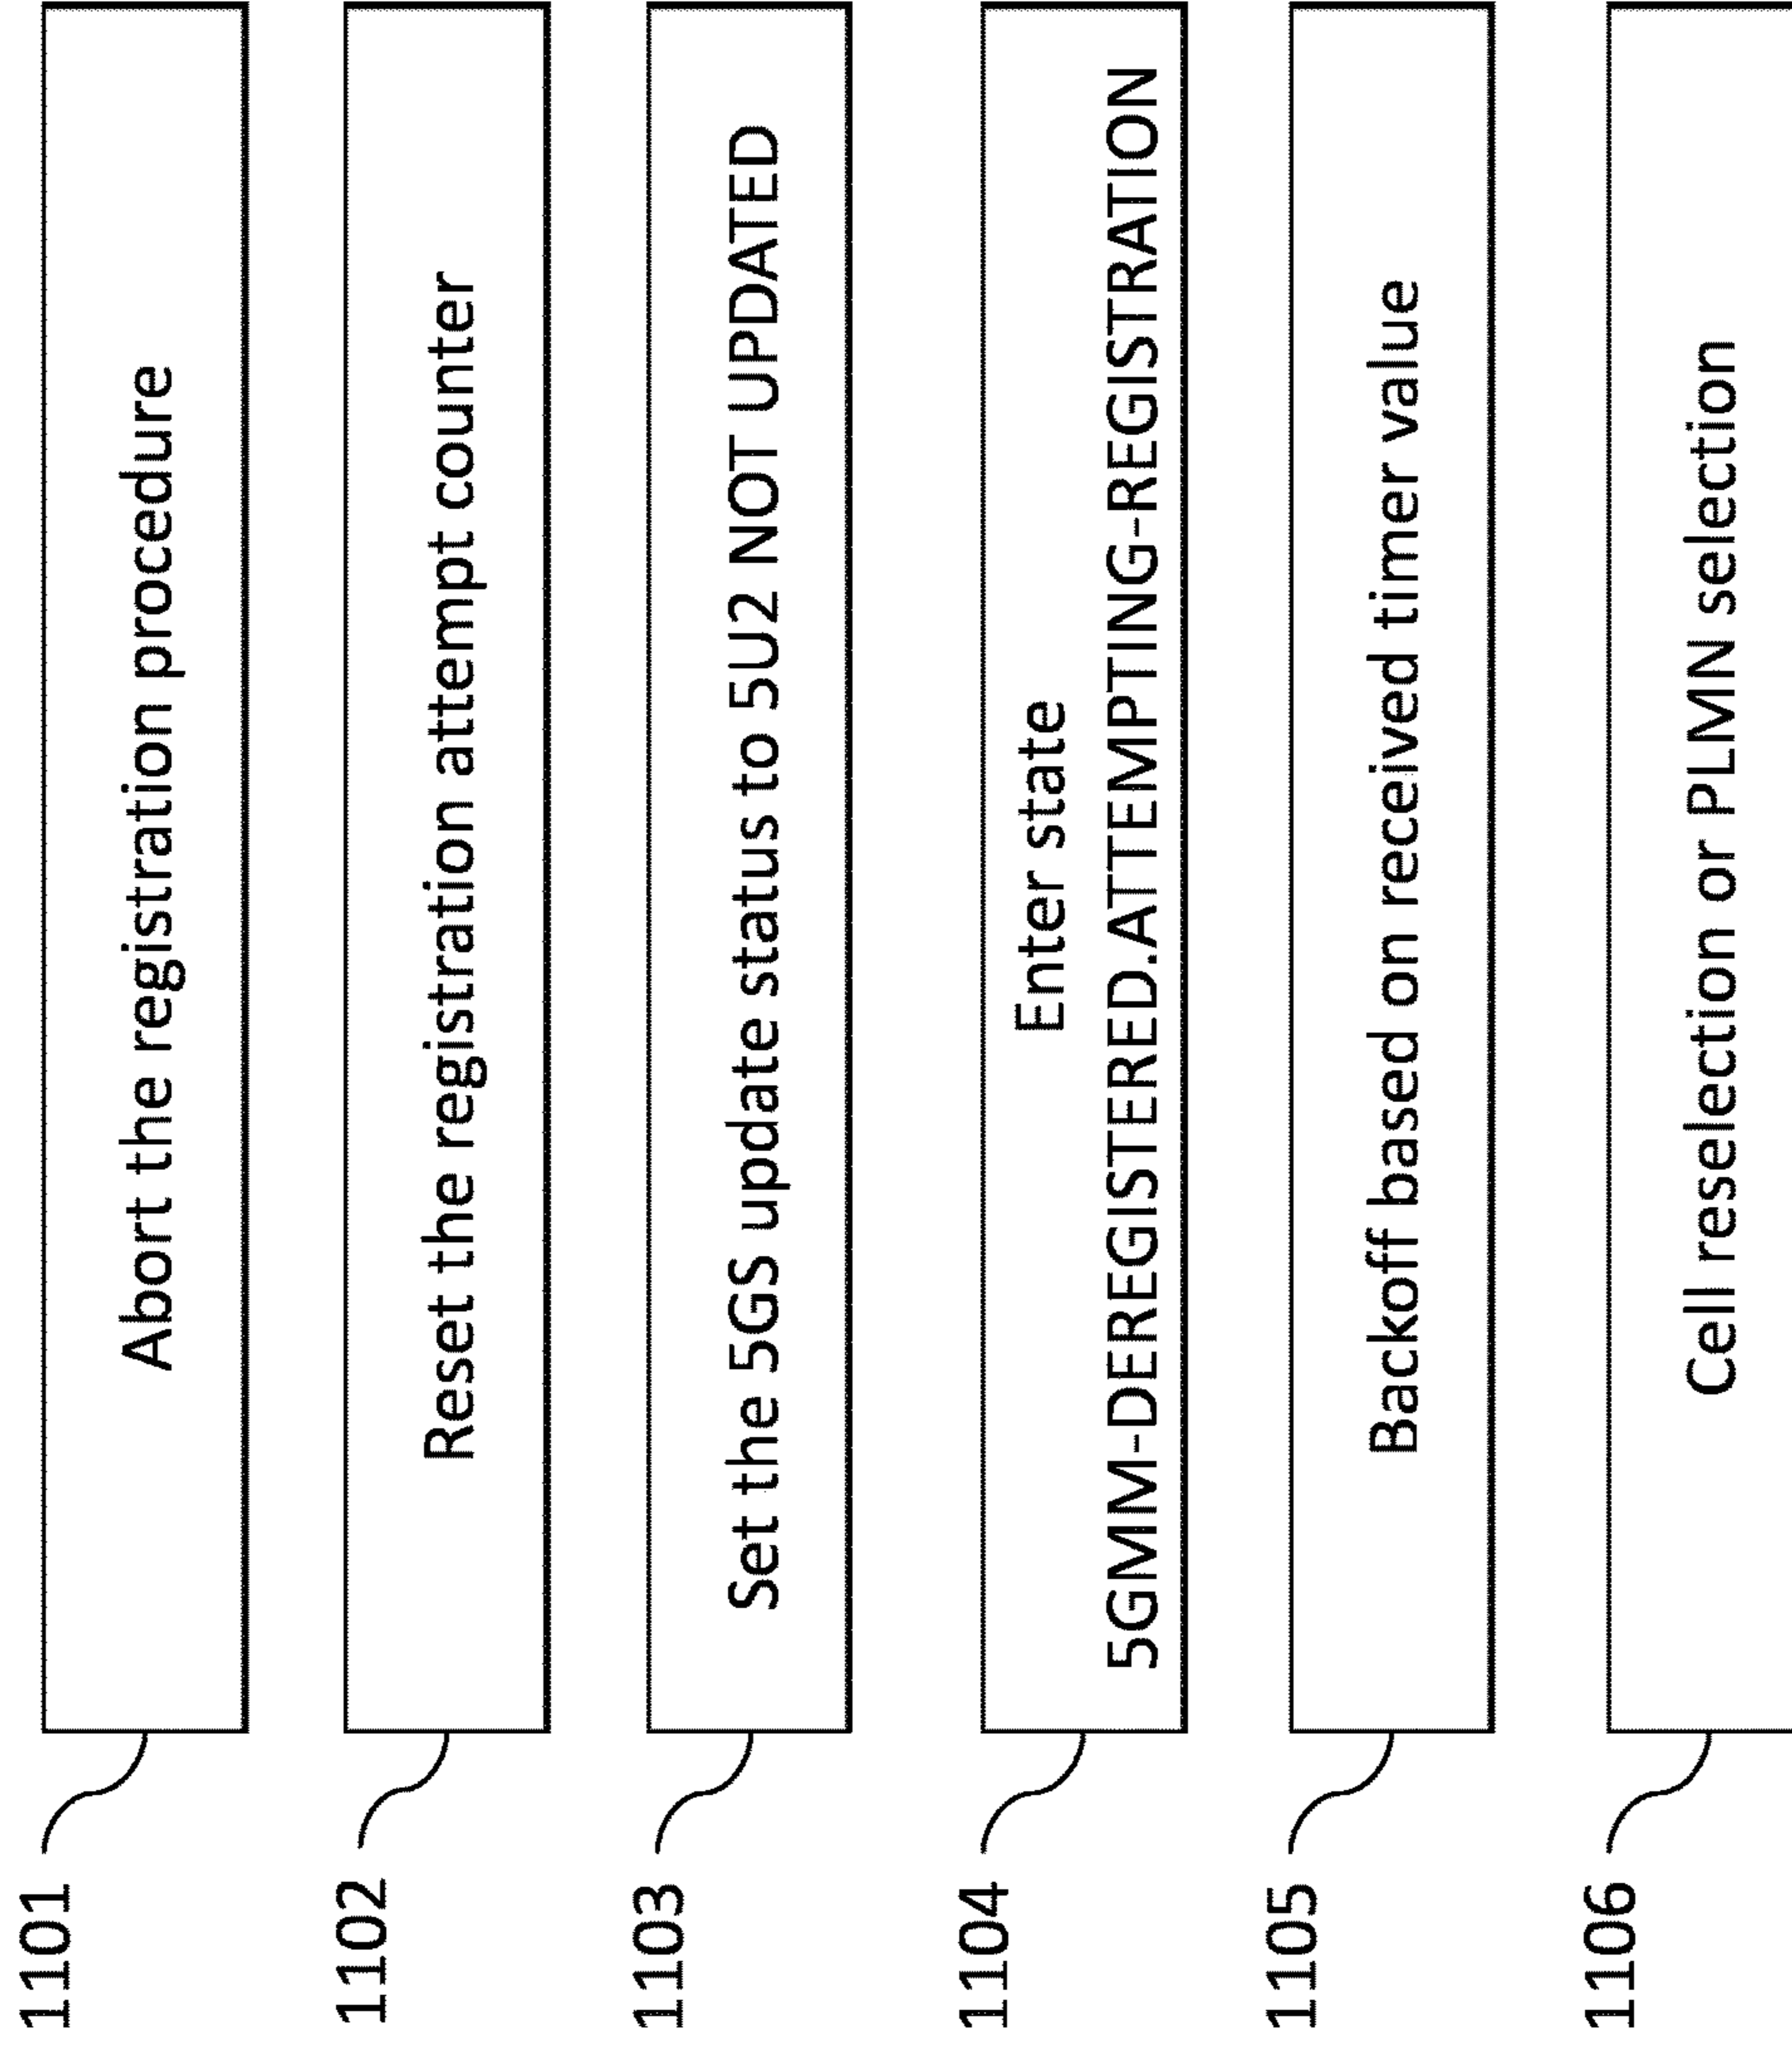 1101
Abort the registration procedure
1102
Reset the registration attempt counter
1103
Set the 5GS update status to 5U2 NOT UPDATED
1104
Enter state
5GMM-DEREGISTERED.ATTEMPTING-REGISTRATION
1105
Backoff based on received timer value
1106
Cell reselection or PLMN selection